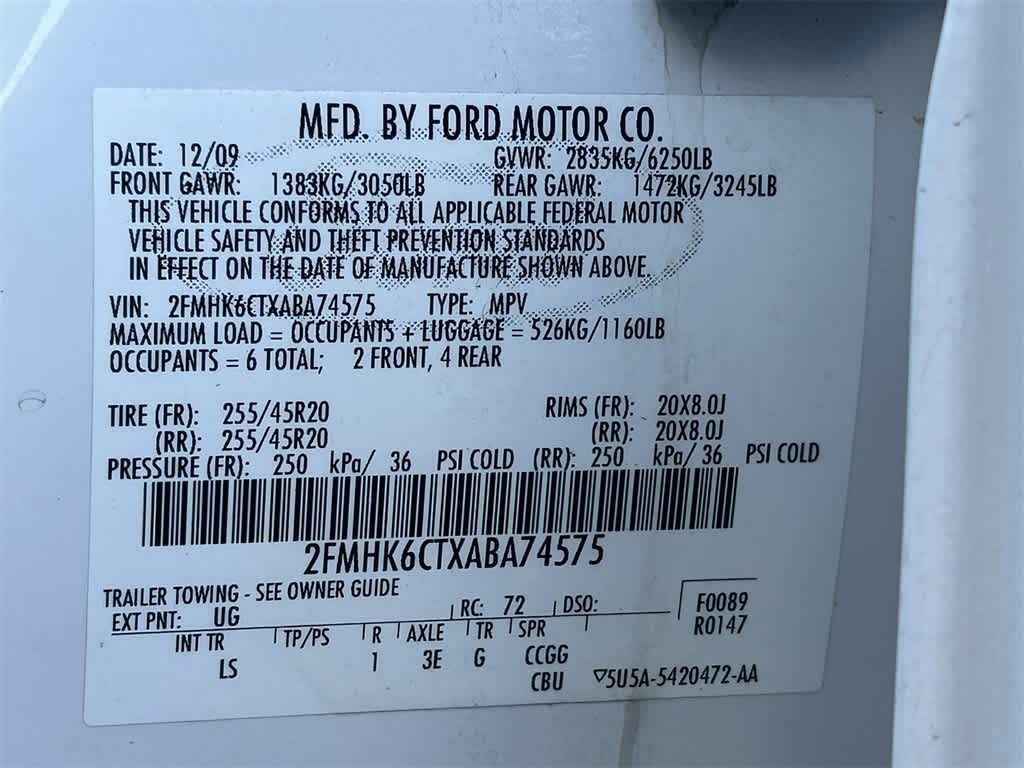 MFD. BY FORD MOTOR CO.
DATE: 12/09 GVWR: 2835KG/6250LB
FRONT GAWR: 1383KG/3050LB REAR GAWR: 1472KG/3245LB
THIS VEHICLE CONFORMS TO ALL APPLICABLE FEDERAL MOTOR
VEHICLE SAFETY AND THEFT PREVENTION STANDARDS
IN EFFECT ON THE DATE OF MANUFACTURE SHOWN ABOVE.
VIN: 2FMHK6CTXABA74575 TYPE: MPV
MAXIMUM LOAD = OCCUPANTS + LUGGAGE = 526KG/1160LB
OCCUPANTS = 6 TOTAL; 2 FRONT, 4 REAR
TIRE (FR): 255/45R20 RIMS (FR): 20X8.0J
(RR): 255/45R20 (RR): 20X8.0J
PRESSURE (FR): 250 kPa/ 36 PSI COLD (RR): 250 kPa/ 36 PSI COLD
2FMHK6CTXABA74575
TRAILER TOWING - SEE OWNER GUIDE
EXT PNT: UG RC: 72 DSO: F0089
R0147
INT TR TP/PS R AXLE TR SPR
LS 1 3E G CCGG
CBU ▽5U5A-5420472-AA